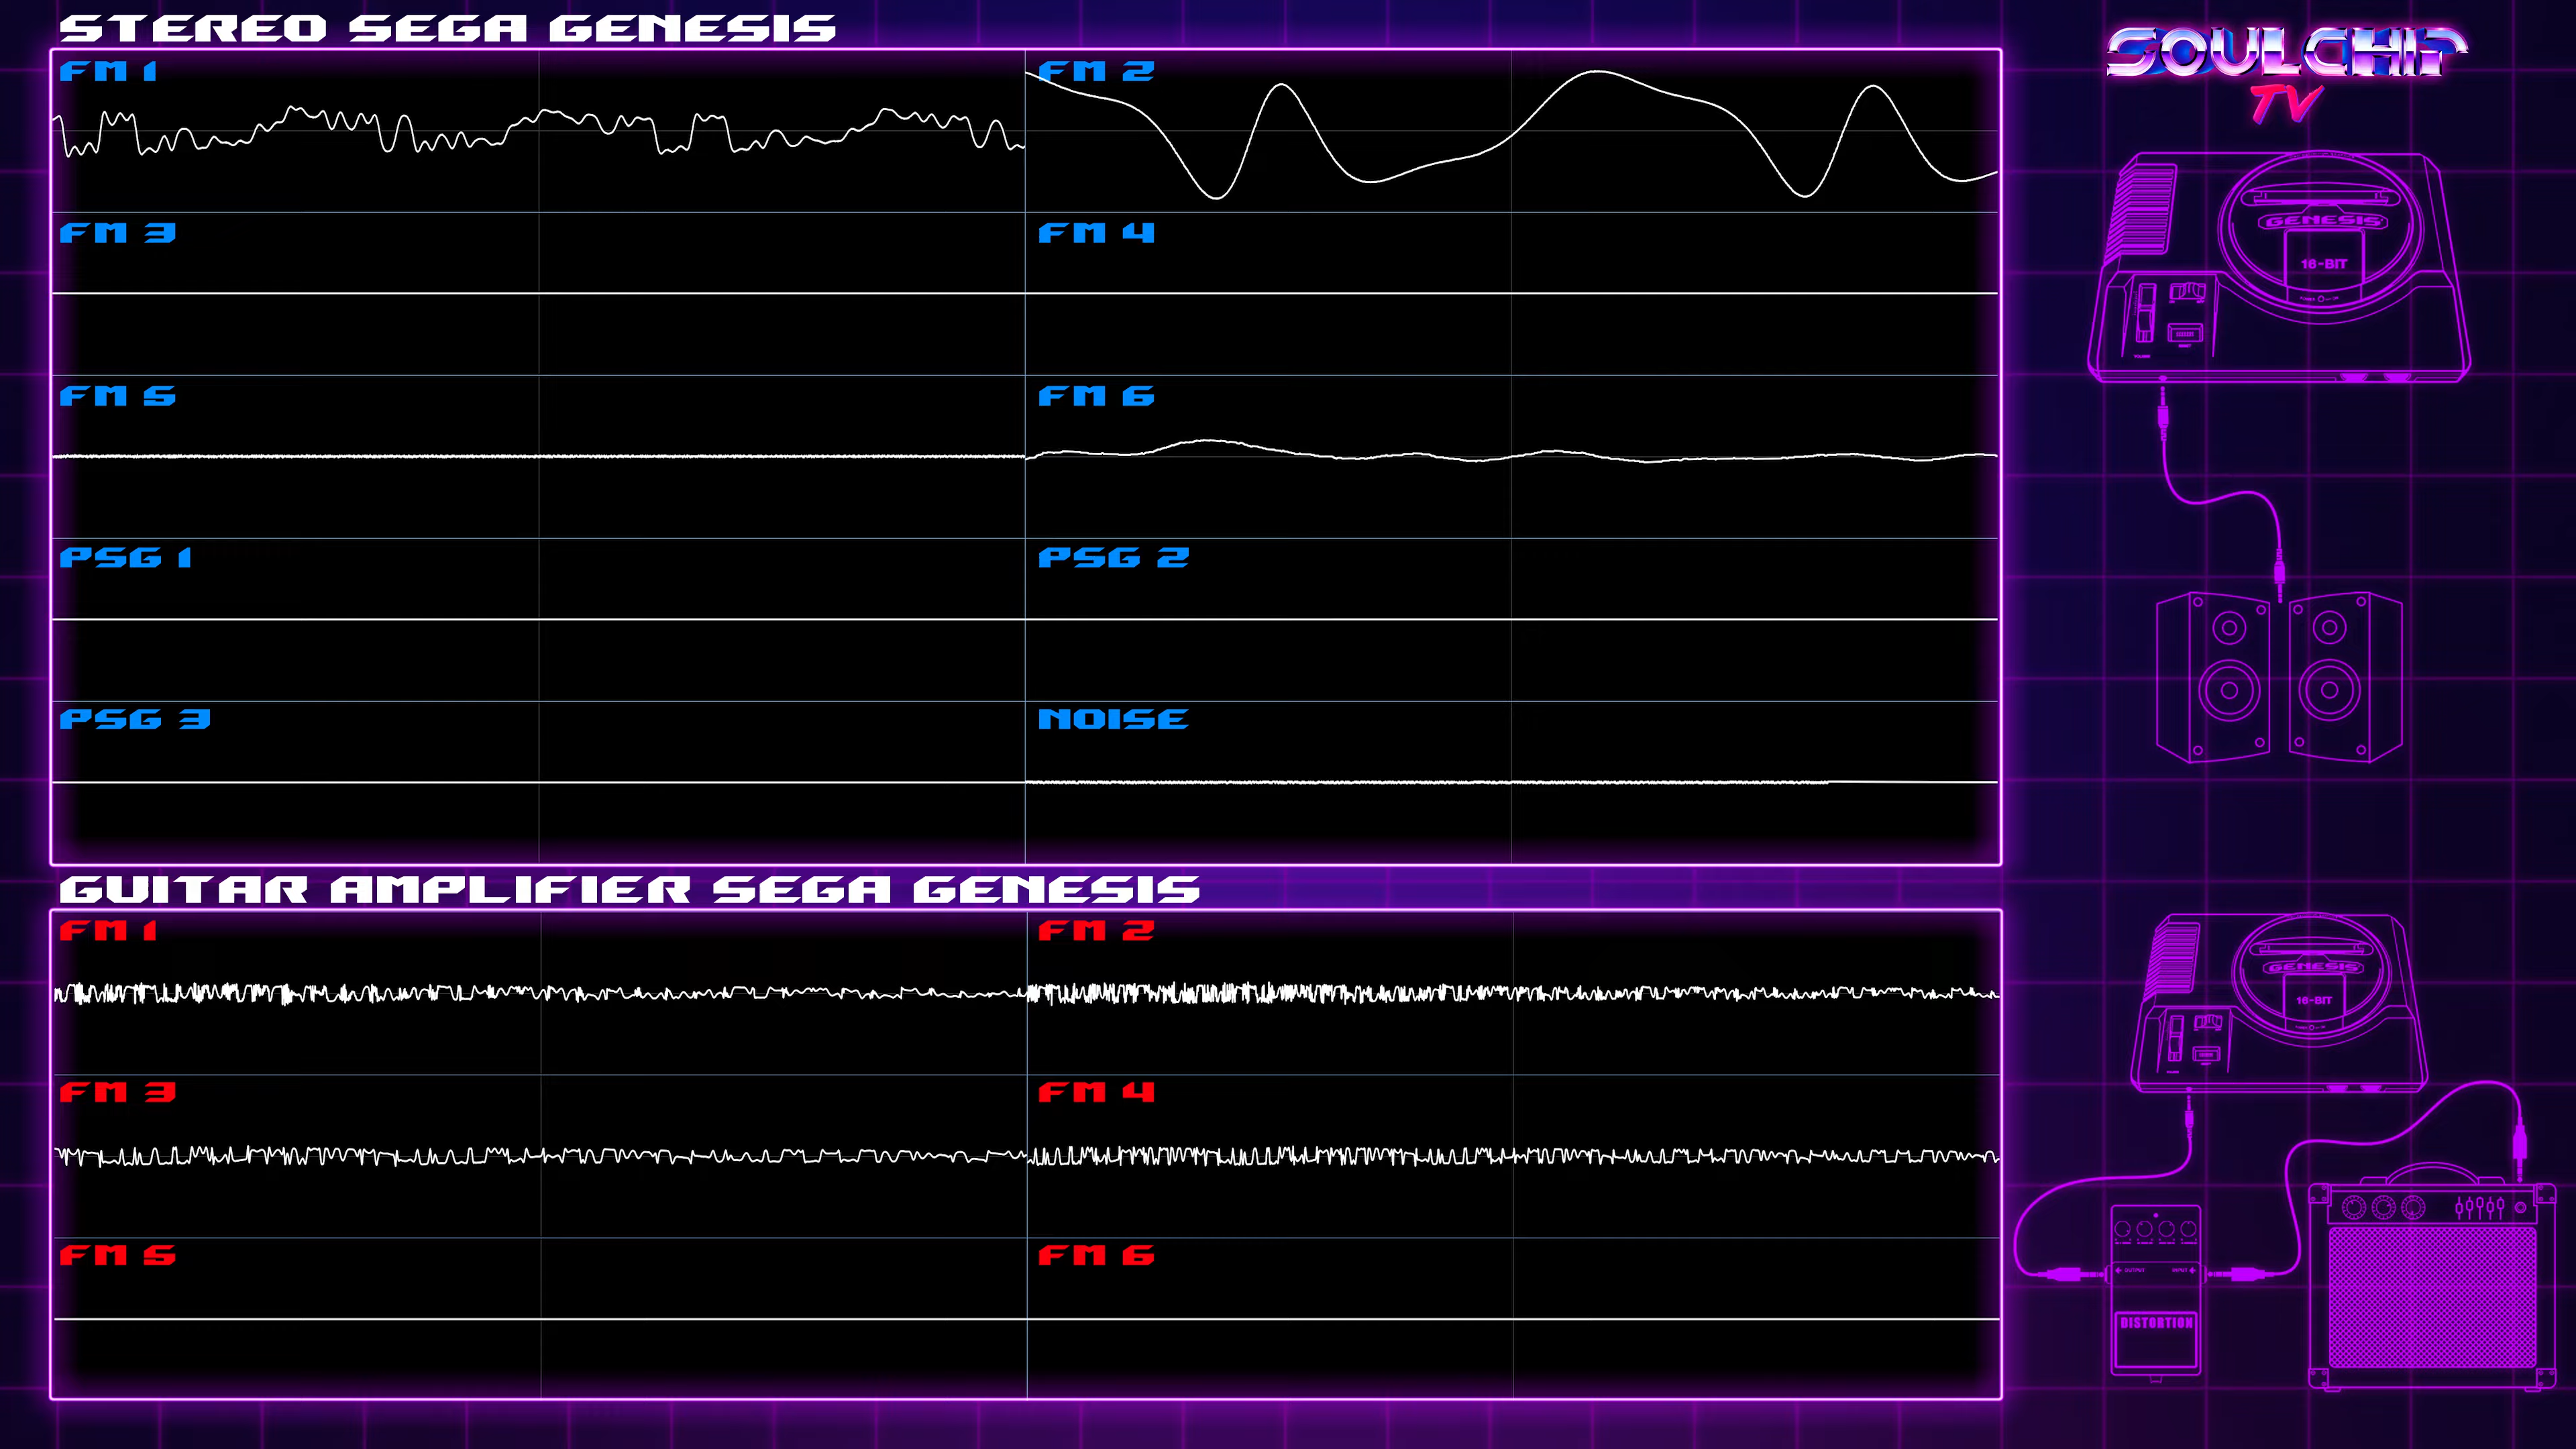 STEREO SEGA GENESIS
FM 1
FM 2
FM 3
FM 4
FM 5
FM 6
PSG 1
PSG 2
PSG 3
NOISE
SOULCHIP
TV
GENESIS
16-BIT
GUITAR AMPLIFIER SEGA GENESIS
FM 1
FM 2
FM 3
FM 4
FM 5
FM 6
GENESIS
16-BIT
OUTPUT INPUT
DISTORTION